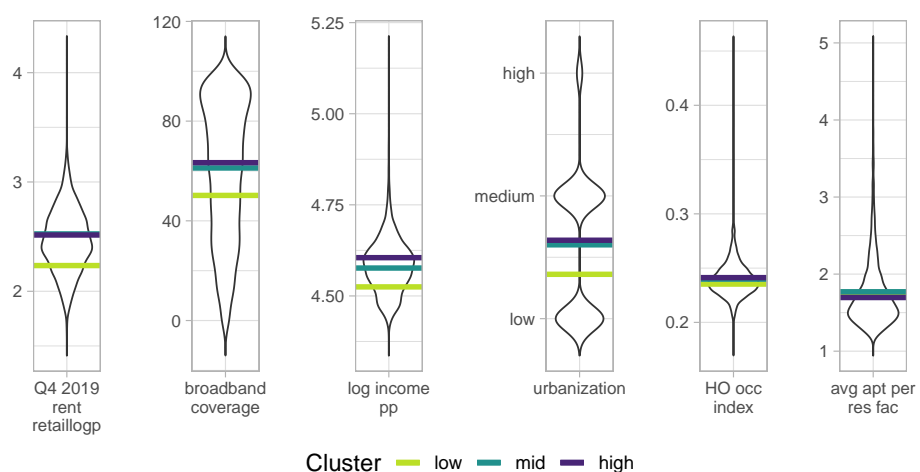 4
3
2
Q4 2019
rent
retaillogp
120
80
40
0
broadband
coverage
5.25
5.00
4.75
4.50
log income
pp
high
medium
low
urbanization
0.4
0.3
0.2
HO occ
index
5
4
3
2
1
avg apt per
res fac
Cluster low mid high